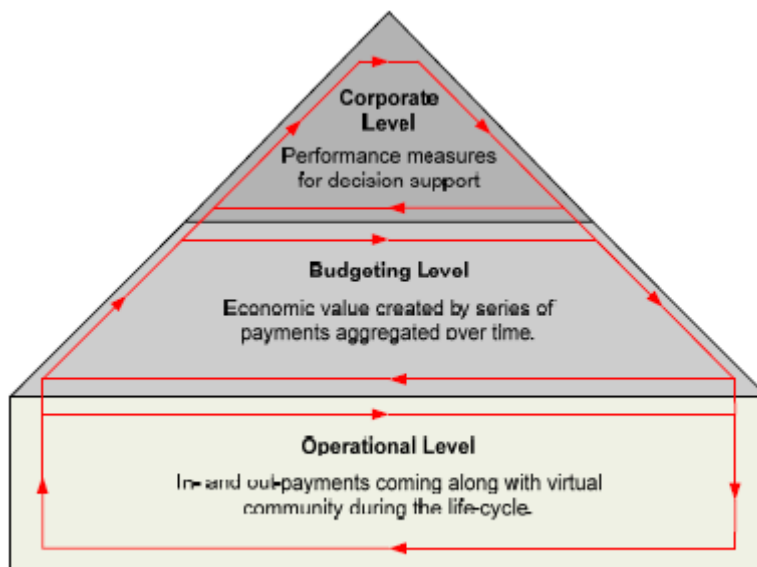 Corporate
Level
Performance measures
for decision support
Budgeting Level
Economic value created by series of
payments aggregated over time.
Operational Level
In- and out-payments coming along with virtual
community during the life-cycle.